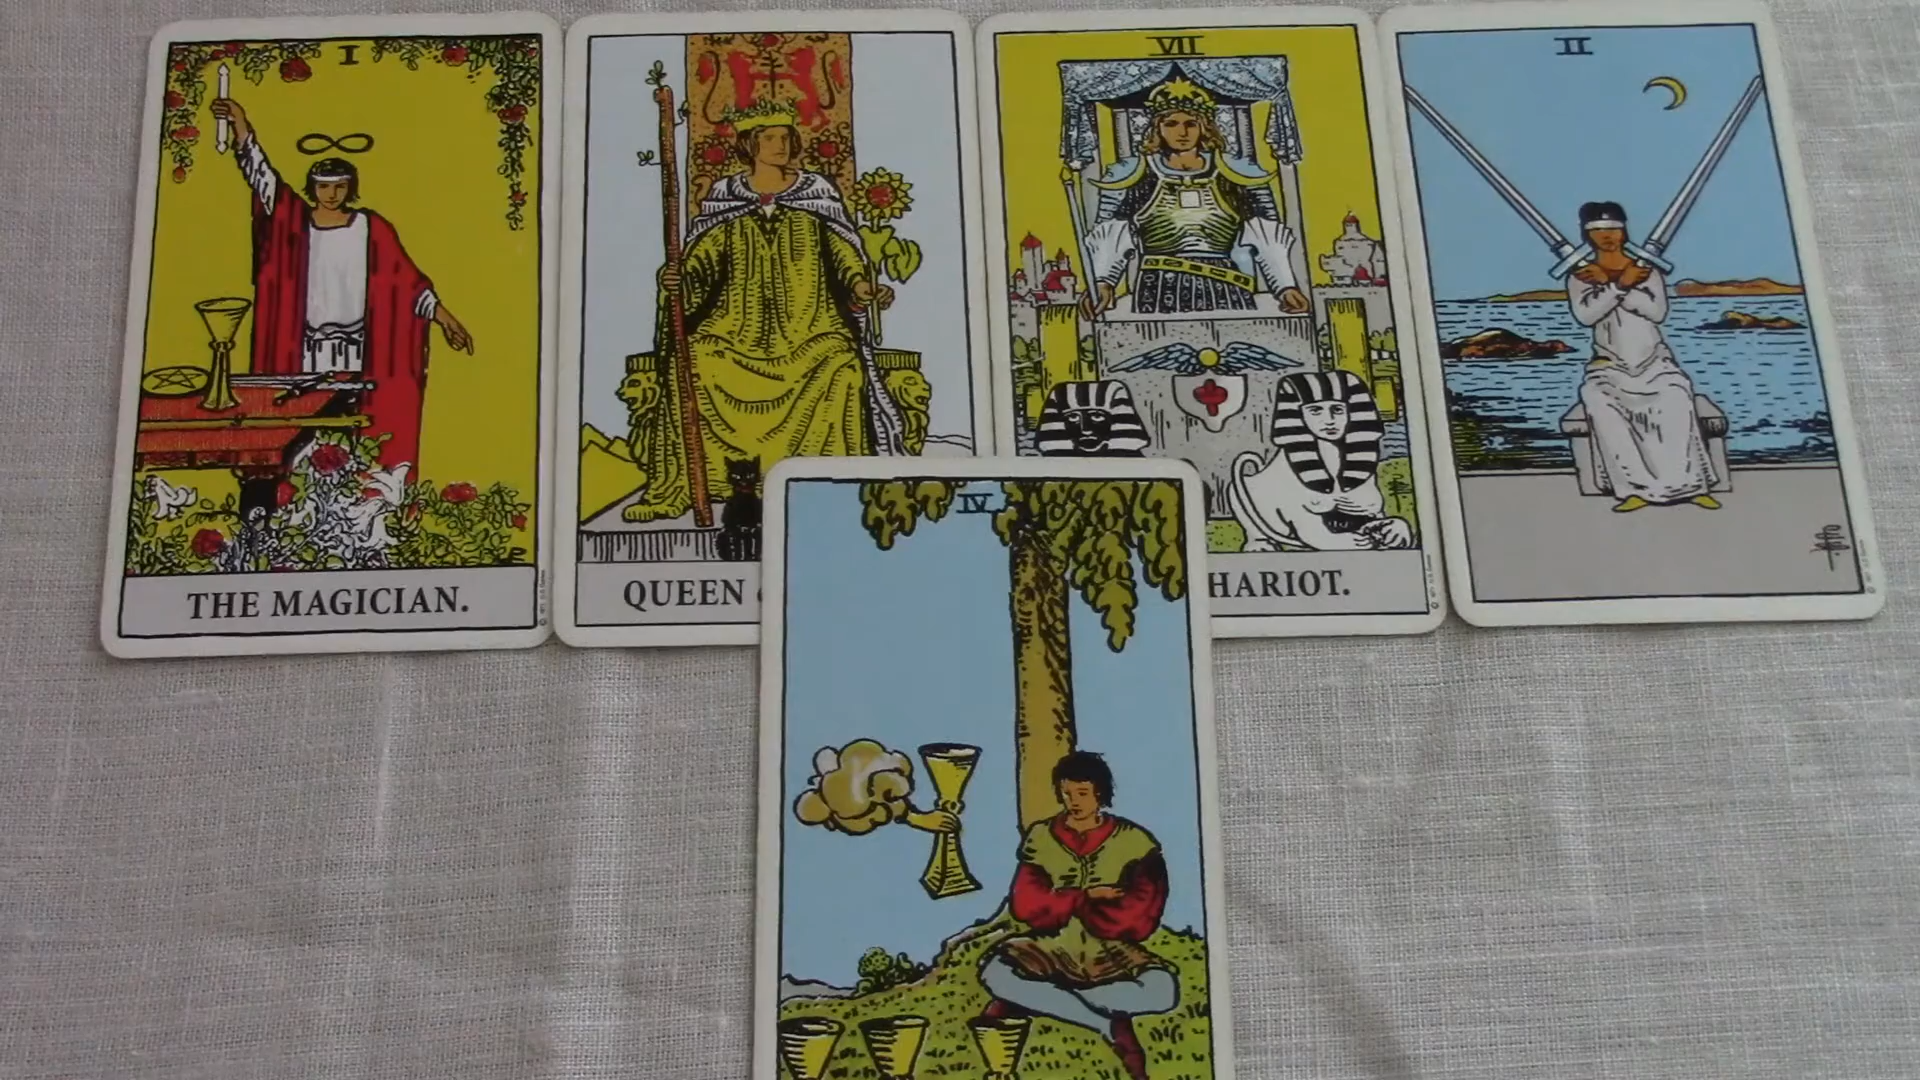 I
VII
II
IV
THE MAGICIAN.
QUEEN
HARIOT.